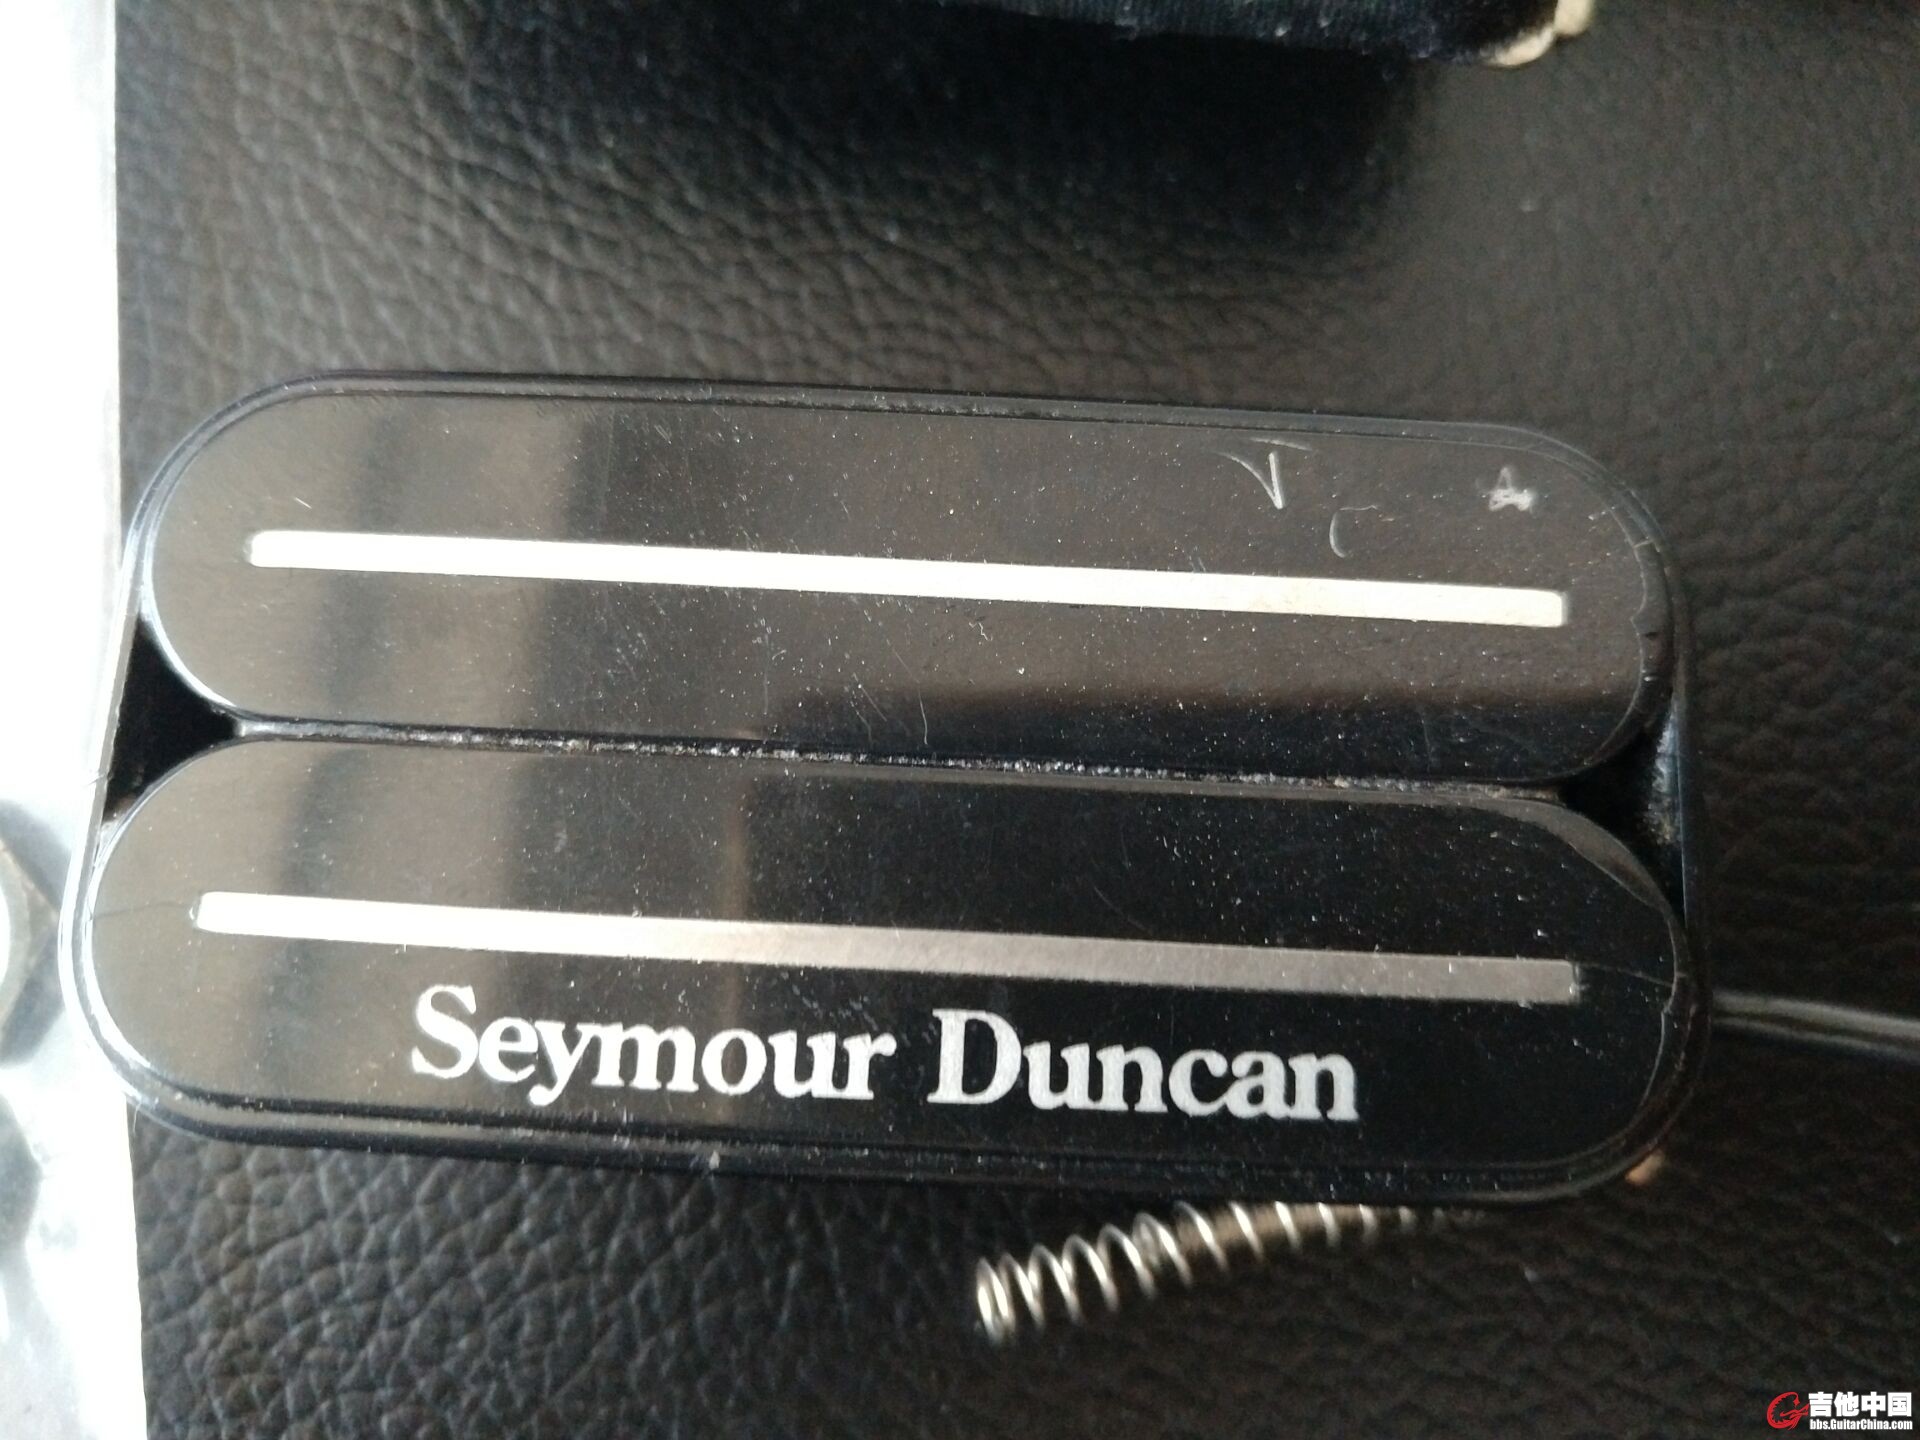 Seymour Duncan
吉他中国
bbs.GuitarChina.com